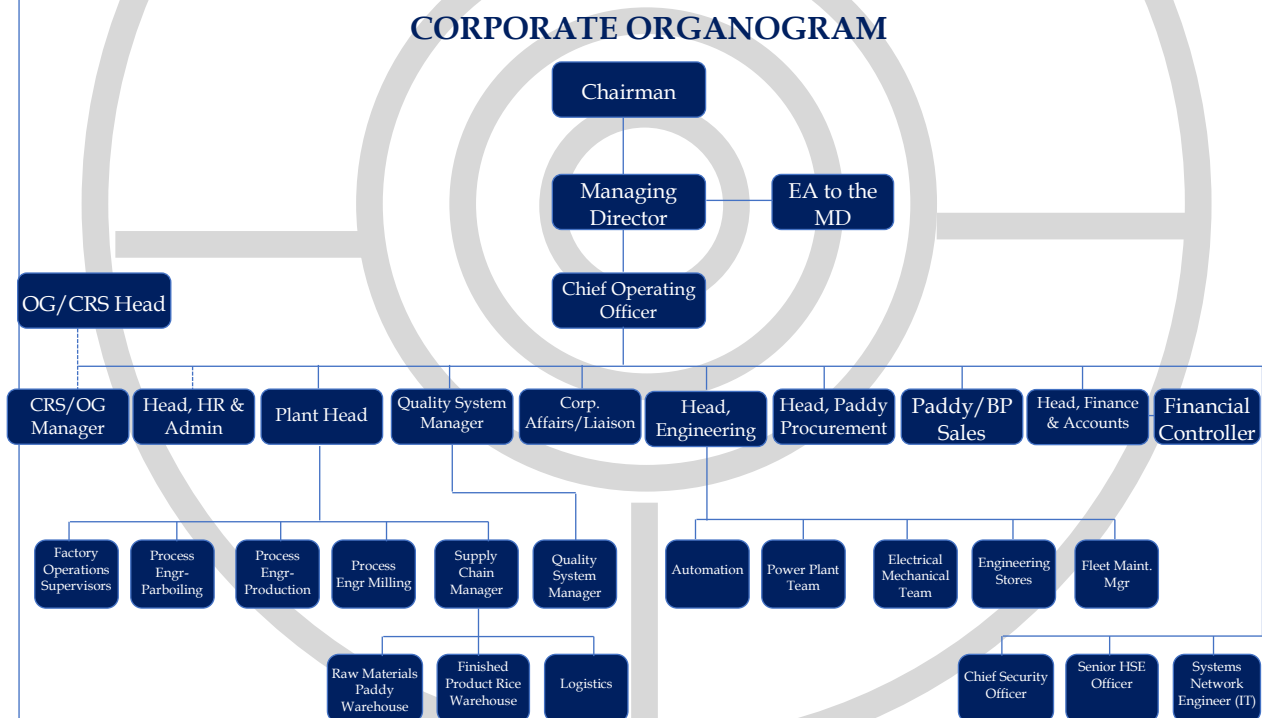 CORPORATE ORGANOGRAM
Chairman
Managing
Director
EA to the
MD
Chief Operating
Officer
OG/CRS Head
CRS/OG
Manager
Head, HR &
Admin
Plant Head
Quality System
Manager
Corp.
Affairs/Liaison
Head,
Engineering
Head, Paddy
Procurement
Paddy/BP
Sales
Head, Finance
& Accounts
Financial
Controller
Factory
Operations
Supervisors
Process
Engr-
Parboiling
Process
Engr-
Production
Process
Engr Milling
Supply
Chain
Manager
Quality
System
Manager
Automation
Power Plant
Team
Electrical
Mechanical
Team
Engineering
Stores
Fleet Maint.
Mgr
Raw Materials
Paddy
Warehouse
Finished
Product Rice
Warehouse
Logistics
Chief Security
Officer
Senior HSE
Officer
Systems
Network
Engineer (IT)